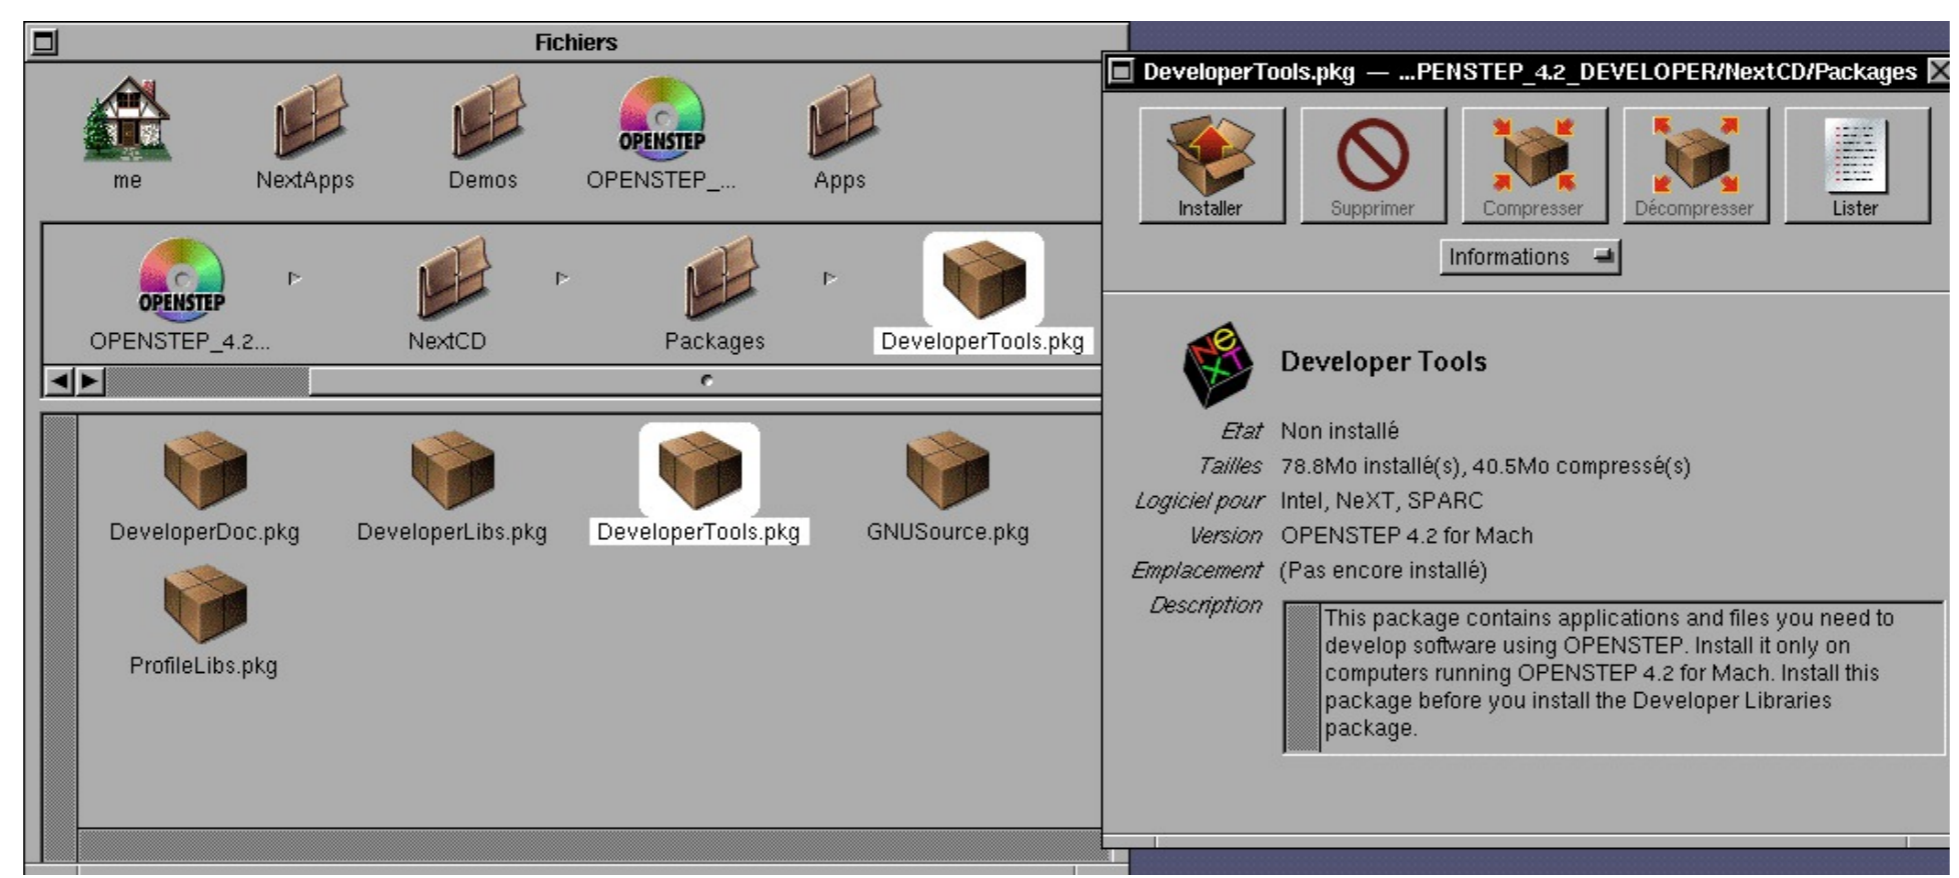 Fichiers
me
NextApps
Demos
OPENSTEP
OPENSTEP_...
Apps
OPENSTEP
OPENSTEP_4.2...
NextCD
Packages
DeveloperTools.pkg
DeveloperDoc.pkg
DeveloperLibs.pkg
DeveloperTools.pkg
GNUSource.pkg
ProfileLibs.pkg
DeveloperTools.pkg — ...PENSTEP_4.2_DEVELOPER/NextCD/Packages
Installer
Supprimer
Compresser
Décompresser
Lister
Informations
NeXT
Developer Tools
Etat Non installé
Tailles 78.8Mo installé(s), 40.5Mo compressé(s)
Logiciel pour Intel, NeXT, SPARC
Version OPENSTEP 4.2 for Mach
Emplacement (Pas encore installé)
Description
This package contains applications and files you need to
develop software using OPENSTEP. Install it only on
computers running OPENSTEP 4.2 for Mach. Install this
package before you install the Developer Libraries
package.